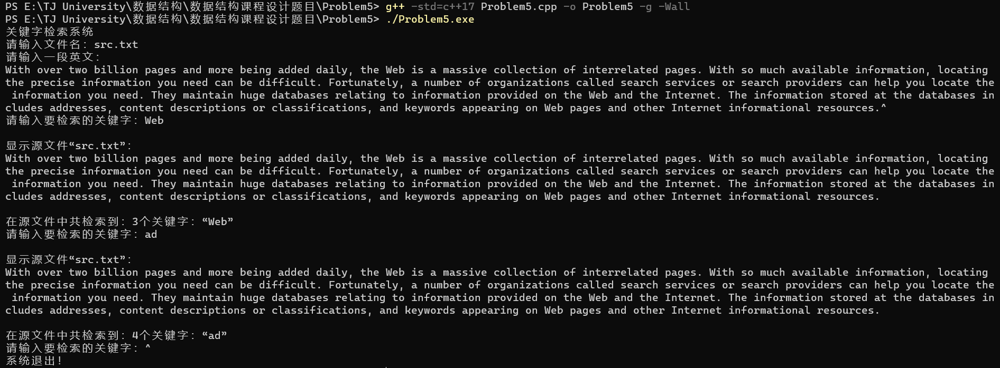 PS E:\TJ University\数据结构\数据结构课程设计题目\Problem5> g++ -std=c++17 Problem5.cpp -o Problem5 -g -Wall
PS E:\TJ University\数据结构\数据结构课程设计题目\Problem5> ./Problem5.exe
关键字检索系统
请输入文件名：src.txt
请输入一段英文：
With over two billion pages and more being added daily, the Web is a massive collection of interrelated pages. With so much available information, locating
the precise information you need can be difficult. Fortunately, a number of organizations called search services or search providers can help you locate the
 information you need. They maintain huge databases relating to information provided on the Web and the Internet. The information stored at the databases in
cludes addresses, content descriptions or classifications, and keywords appearing on Web pages and other Internet informational resources.^
请输入要检索的关键字：Web

显示源文件“src.txt”：
With over two billion pages and more being added daily, the Web is a massive collection of interrelated pages. With so much available information, locating
the precise information you need can be difficult. Fortunately, a number of organizations called search services or search providers can help you locate the
 information you need. They maintain huge databases relating to information provided on the Web and the Internet. The information stored at the databases in
cludes addresses, content descriptions or classifications, and keywords appearing on Web pages and other Internet informational resources.

在源文件中共检索到：3个关键字：“Web”
请输入要检索的关键字：ad

显示源文件“src.txt”：
With over two billion pages and more being added daily, the Web is a massive collection of interrelated pages. With so much available information, locating
the precise information you need can be difficult. Fortunately, a number of organizations called search services or search providers can help you locate the
 information you need. They maintain huge databases relating to information provided on the Web and the Internet. The information stored at the databases in
cludes addresses, content descriptions or classifications, and keywords appearing on Web pages and other Internet informational resources.

在源文件中共检索到：4个关键字：“ad”
请输入要检索的关键字：^
系统退出！